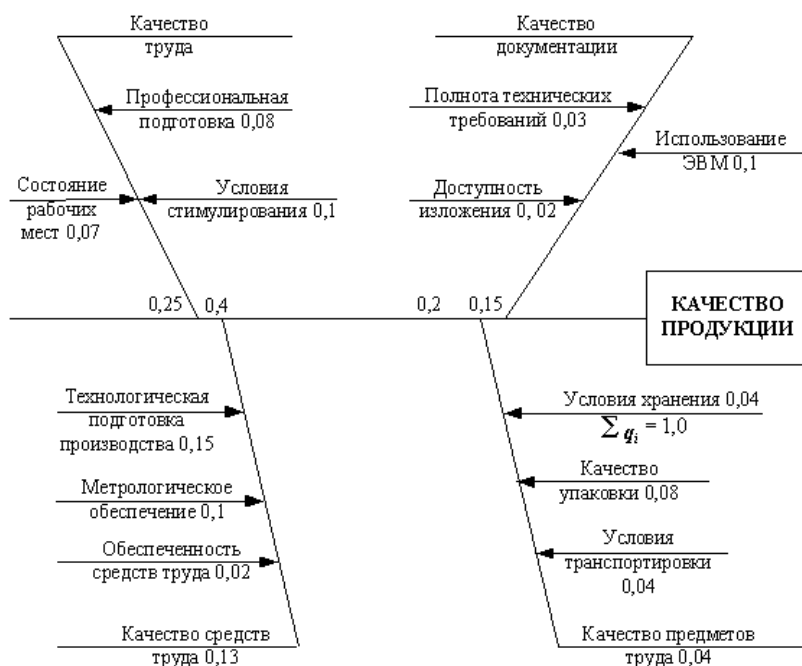 Качество
труда
Профессиональная
подготовка 0,08
Состояние
рабочих
мест 0,07
Условия
стимулирования 0,1
Качество
документации
Полнота технических
требований 0,03
Использование
ЭВМ 0,1
Доступность
изложения 0, 02
0,25 0,4 0,2 0,15
КАЧЕСТВО
ПРОДУКЦИИ
Технологическая
подготовка
производства 0,15
Метрологическое
обеспечение 0,1
Обеспеченность
средств труда 0,02
Качество средств
труда 0,13
Условия хранения 0,04
∑ qᵢ = 1,0
Качество
упаковки 0,08
Условия
транспортировки
0,04
Качество предметов
труда 0,04